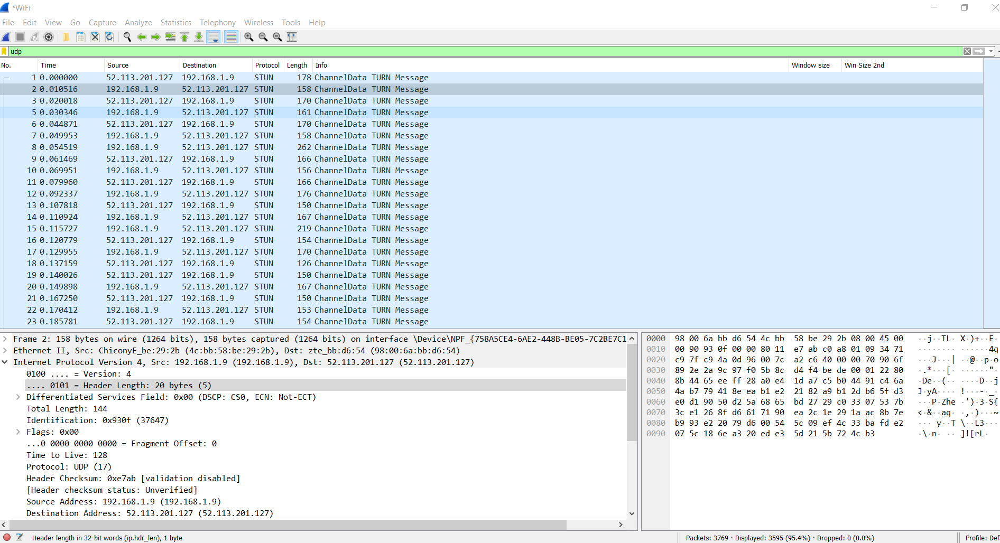 *WiFi
File Edit View Go Capture Analyze Statistics Telephony Wireless Tools Help
udp
No. Time Source Destination Protocol Length Info Window size Win Size 2nd
1 0.000000 52.113.201.127 192.168.1.9 STUN 178 ChannelData TURN Message
2 0.010516 192.168.1.9 52.113.201.127 STUN 158 ChannelData TURN Message
3 0.020018 52.113.201.127 192.168.1.9 STUN 170 ChannelData TURN Message
5 0.030346 192.168.1.9 52.113.201.127 STUN 161 ChannelData TURN Message
6 0.044871 52.113.201.127 192.168.1.9 STUN 170 ChannelData TURN Message
7 0.049953 192.168.1.9 52.113.201.127 STUN 158 ChannelData TURN Message
8 0.054519 192.168.1.9 52.113.201.127 STUN 262 ChannelData TURN Message
9 0.061469 52.113.201.127 192.168.1.9 STUN 166 ChannelData TURN Message
10 0.069951 192.168.1.9 52.113.201.127 STUN 156 ChannelData TURN Message
11 0.079960 52.113.201.127 192.168.1.9 STUN 166 ChannelData TURN Message
12 0.092337 192.168.1.9 52.113.201.127 STUN 176 ChannelData TURN Message
13 0.107818 52.113.201.127 192.168.1.9 STUN 150 ChannelData TURN Message
14 0.110924 192.168.1.9 52.113.201.127 STUN 167 ChannelData TURN Message
15 0.115727 192.168.1.9 52.113.201.127 STUN 219 ChannelData TURN Message
16 0.120779 52.113.201.127 192.168.1.9 STUN 154 ChannelData TURN Message
17 0.129955 192.168.1.9 52.113.201.127 STUN 170 ChannelData TURN Message
18 0.137159 52.113.201.127 192.168.1.9 STUN 126 ChannelData TURN Message
19 0.140026 52.113.201.127 192.168.1.9 STUN 150 ChannelData TURN Message
20 0.149898 192.168.1.9 52.113.201.127 STUN 167 ChannelData TURN Message
21 0.167250 52.113.201.127 192.168.1.9 STUN 150 ChannelData TURN Message
22 0.170412 192.168.1.9 52.113.201.127 STUN 153 ChannelData TURN Message
23 0.185781 52.113.201.127 192.168.1.9 STUN 154 ChannelData TURN Message
Frame 2: 158 bytes on wire (1264 bits), 158 bytes captured (1264 bits) on interface \Device\NPF_{758A5CE4-6AE2-448B-BE05-7C2BE7C1
Ethernet II, Src: ChiconyE_be:29:2b (4c:bb:58:be:29:2b), Dst: zte_bb:d6:54 (98:00:6a:bb:d6:54)
Internet Protocol Version 4, Src: 192.168.1.9 (192.168.1.9), Dst: 52.113.201.127 (52.113.201.127)
0100 .... = Version: 4
.... 0101 = Header Length: 20 bytes (5)
Differentiated Services Field: 0x00 (DSCP: CS0, ECN: Not-ECT)
Total Length: 144
Identification: 0x930f (37647)
Flags: 0x00
...0 0000 0000 0000 = Fragment Offset: 0
Time to Live: 128
Protocol: UDP (17)
Header Checksum: 0xe7ab [validation disabled]
[Header checksum status: Unverified]
Source Address: 192.168.1.9 (192.168.1.9)
Destination Address: 52.113.201.127 (52.113.201.127)
0000 98 00 6a bb d6 54 4c bb 58 be 29 2b 08 00 45 00 ··j··TL· X·)+··E·
0010 00 90 93 0f 00 00 80 11 e7 ab c0 a8 01 09 34 71 ········ ······4q
0020 c9 7f c9 4a 0d 96 00 7c a2 c6 40 00 00 70 90 6f ···J···| ··@··p·o
0030 89 2e 2a 9c 97 f0 5b 8c d4 f4 be de 00 01 22 80 ·.*···[· ······"·
0040 8b 44 65 ee ff 28 a0 e4 1d a7 c5 b0 44 91 c4 6a ·De··(·· ····D··j
0050 4a b7 79 41 8e ea b1 e2 21 82 a9 b1 2d b6 5f d3 J·yA···· !···-·_·
0060 e0 d1 90 50 d2 5a 68 65 bd 27 29 c0 33 07 53 7b ···P·Zhe ·')·3·S{
0070 3c e1 26 8f d6 61 71 90 ea 2c 1e 29 1a ac 8b 7e <·&··aq· ·,·)···~
0080 b9 93 e2 20 79 d6 00 54 5c 09 ef 4c 33 ba fd e2 ··· y··T \··L3···
0090 07 5c 18 6e a3 20 ed e3 5d 21 5b 72 4c b3 ·\·n· ·· ]![rL·
Header length in 32-bit words (ip.hdr_len), 1 byte
Packets: 3769 · Displayed: 3595 (95.4%) · Dropped: 0 (0.0%)
Profile: Def